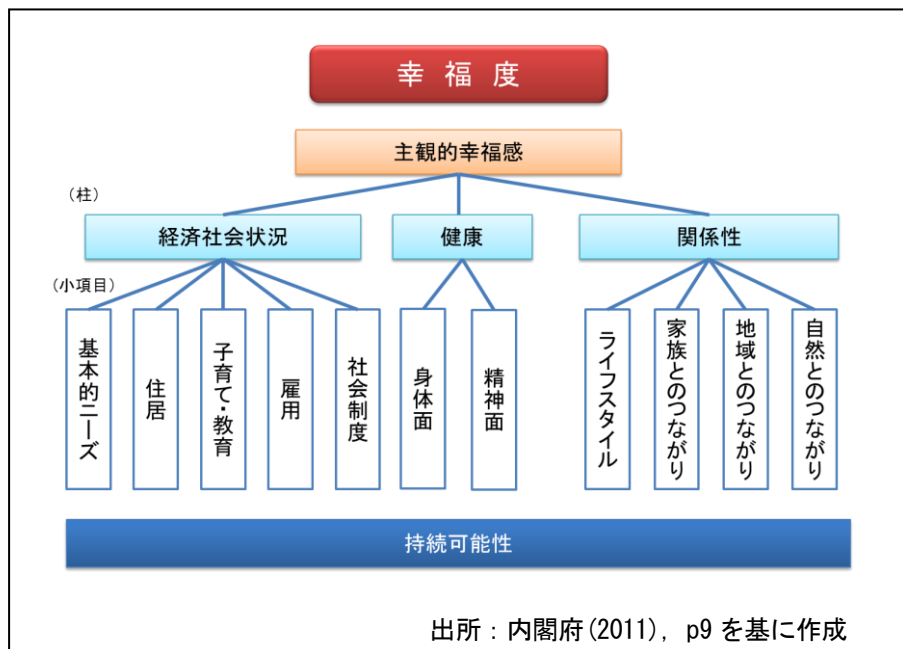 幸 福 度
主観的幸福感
（柱）
経済社会状況
健康
関係性
（小項目）
基本的ニーズ
住居
子育て・教育
雇用
社会制度
身体面
精神面
ライフスタイル
家族とのつながり
地域とのつながり
自然とのつながり
持続可能性
出所：内閣府(2011)，p9 を基に作成